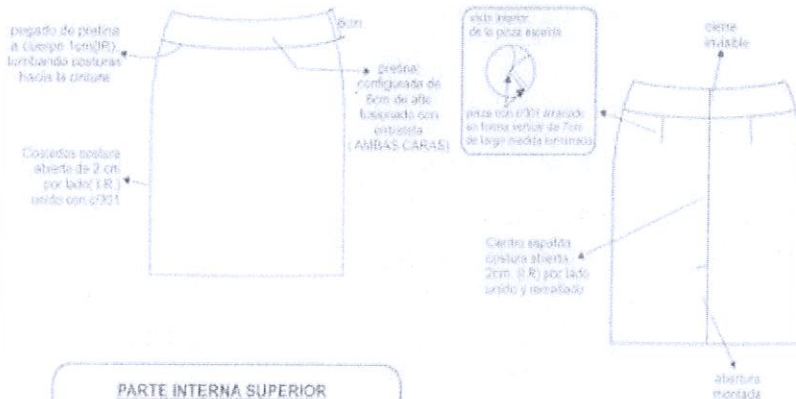 pegado de pretina
a cuerpo 1cm(IR)
tumbando costuras
hacia la cintura
6cm
pretina:
configurada de
6cm de alto
fusionado con
entretela
( AMBAS CARAS)
Costados costura
abierta de 2 cm
por lado( I.R.)
unido con c/301
vista interior
de la pinza espalda
pinza con c/301 atracado
en forma vertical de 7cm
de largo medida terminada
cierre
invisible
Centro espalda
costura abierta
2cm. (I.R) por lado
unido y remallado
abertura
montada
PARTE INTERNA SUPERIOR